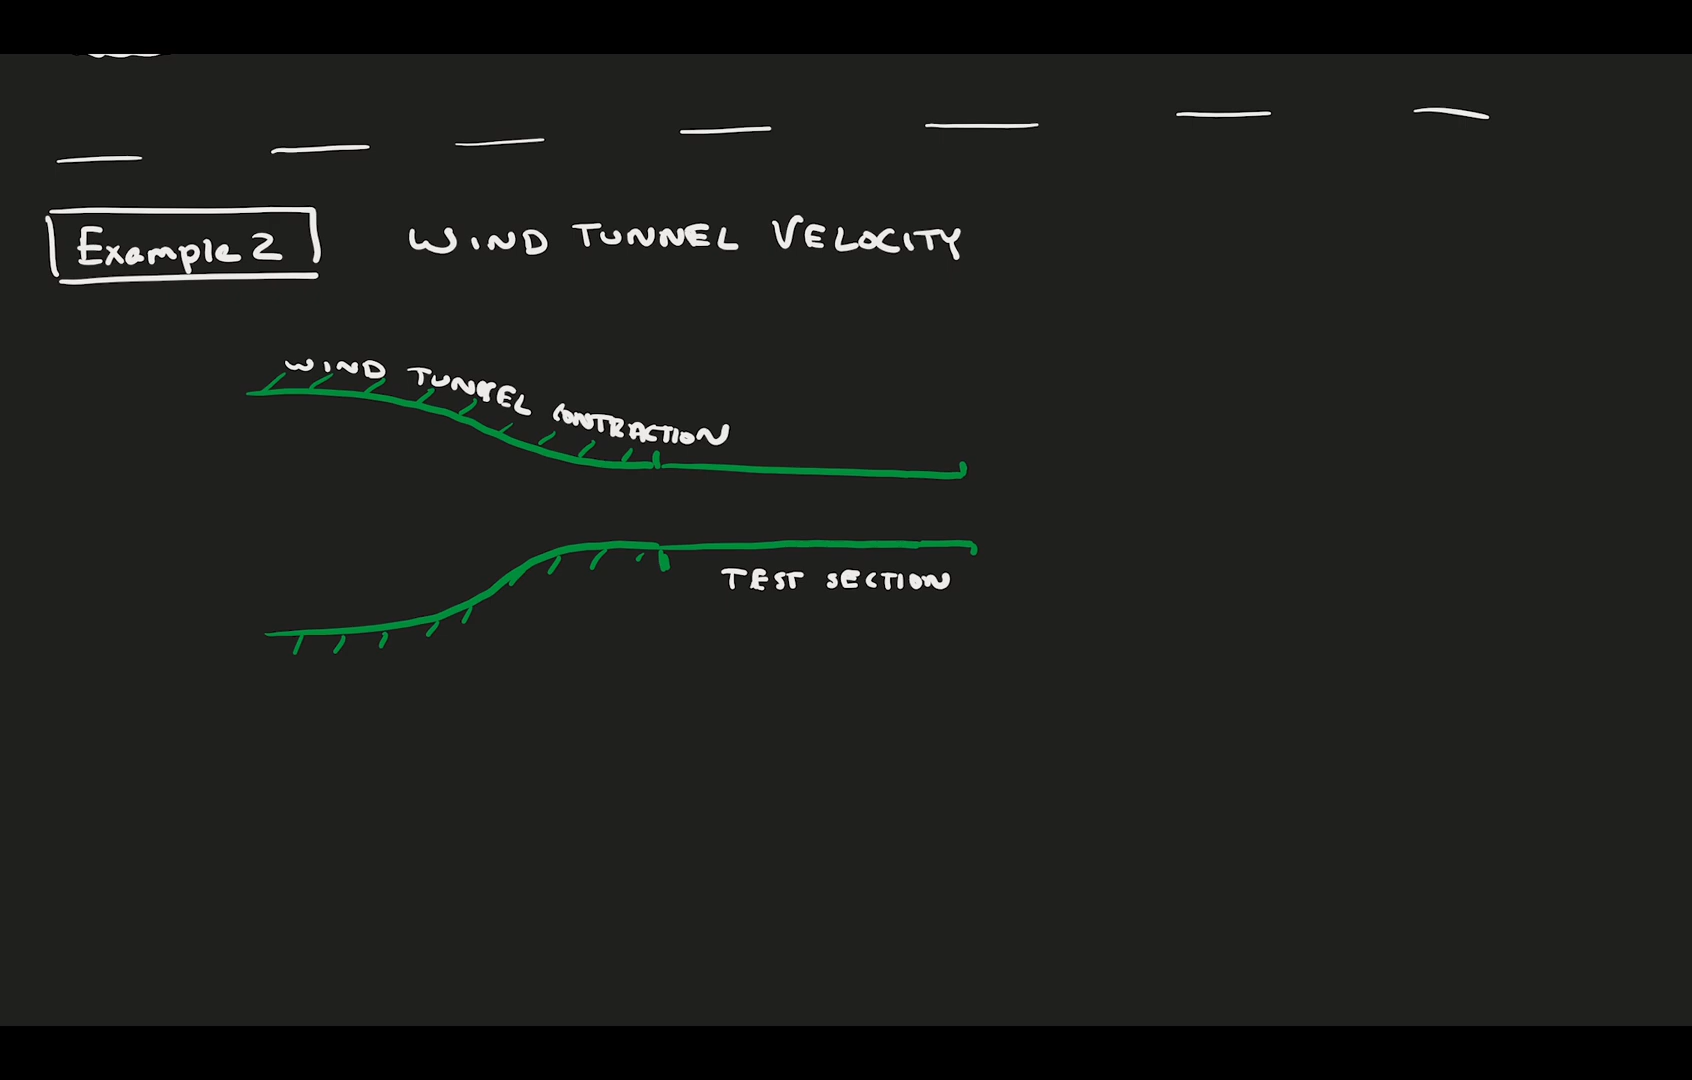 Example 2 WIND TUNNEL VELOCITY
WIND TUNNEL CONTRACTION
TEST SECTION